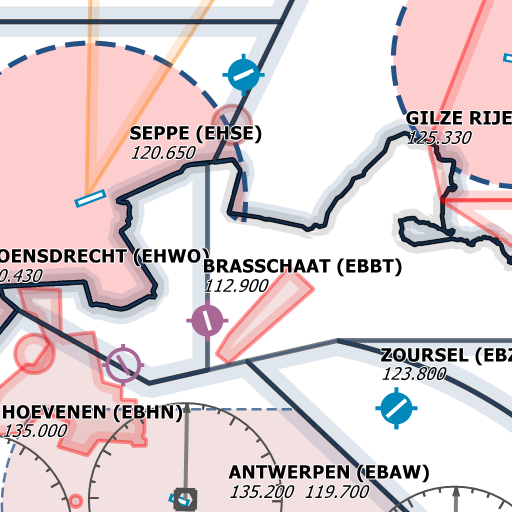 GILZE RIJE
125.330
SEPPE (EHSE)
120.650
OENSDRECHT (EHWO)
0.430
BRASSCHAAT (EBBT)
112.900
ZOURSEL (EBZ
123.800
HOEVENEN (EBHN)
135.000
ANTWERPEN (EBAW)
135.200 119.700